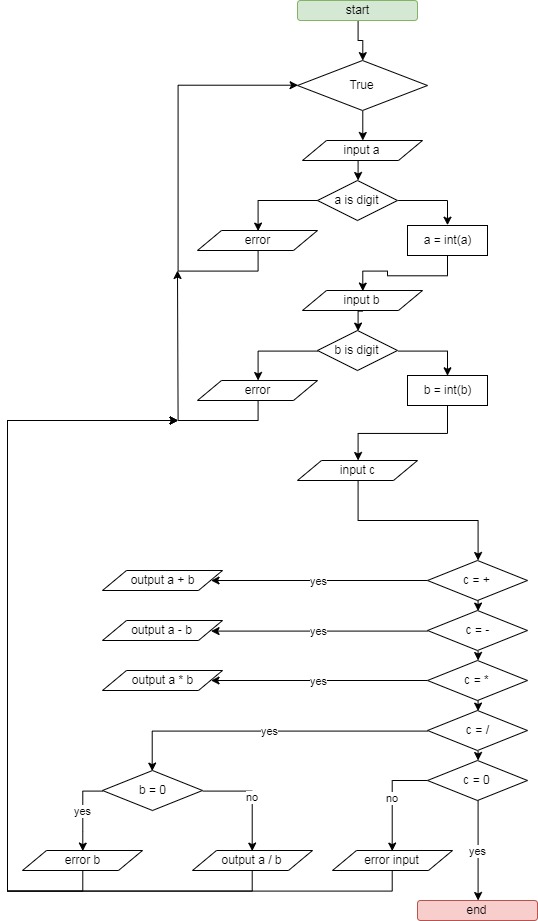 start
True
input a
a is digit
error
a = int(a)
input b
b is digit
error
b = int(b)
input c
output a + b
yes
c = +
output a - b
yes
c = -
output a * b
yes
c = *
yes
c = /
b = 0
c = 0
yes
no
no
error b
output a / b
error input
yes
end